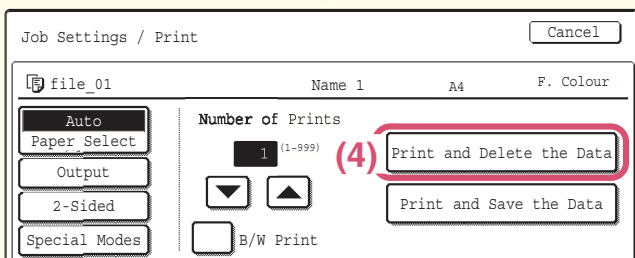 Job Settings / Print
Cancel
file_01 Name 1 A4 F. Colour
Auto
Paper Select
Output
2-Sided
Special Modes
Number of Prints
1 (1-999)
B/W Print
(4)
Print and Delete the Data
Print and Save the Data